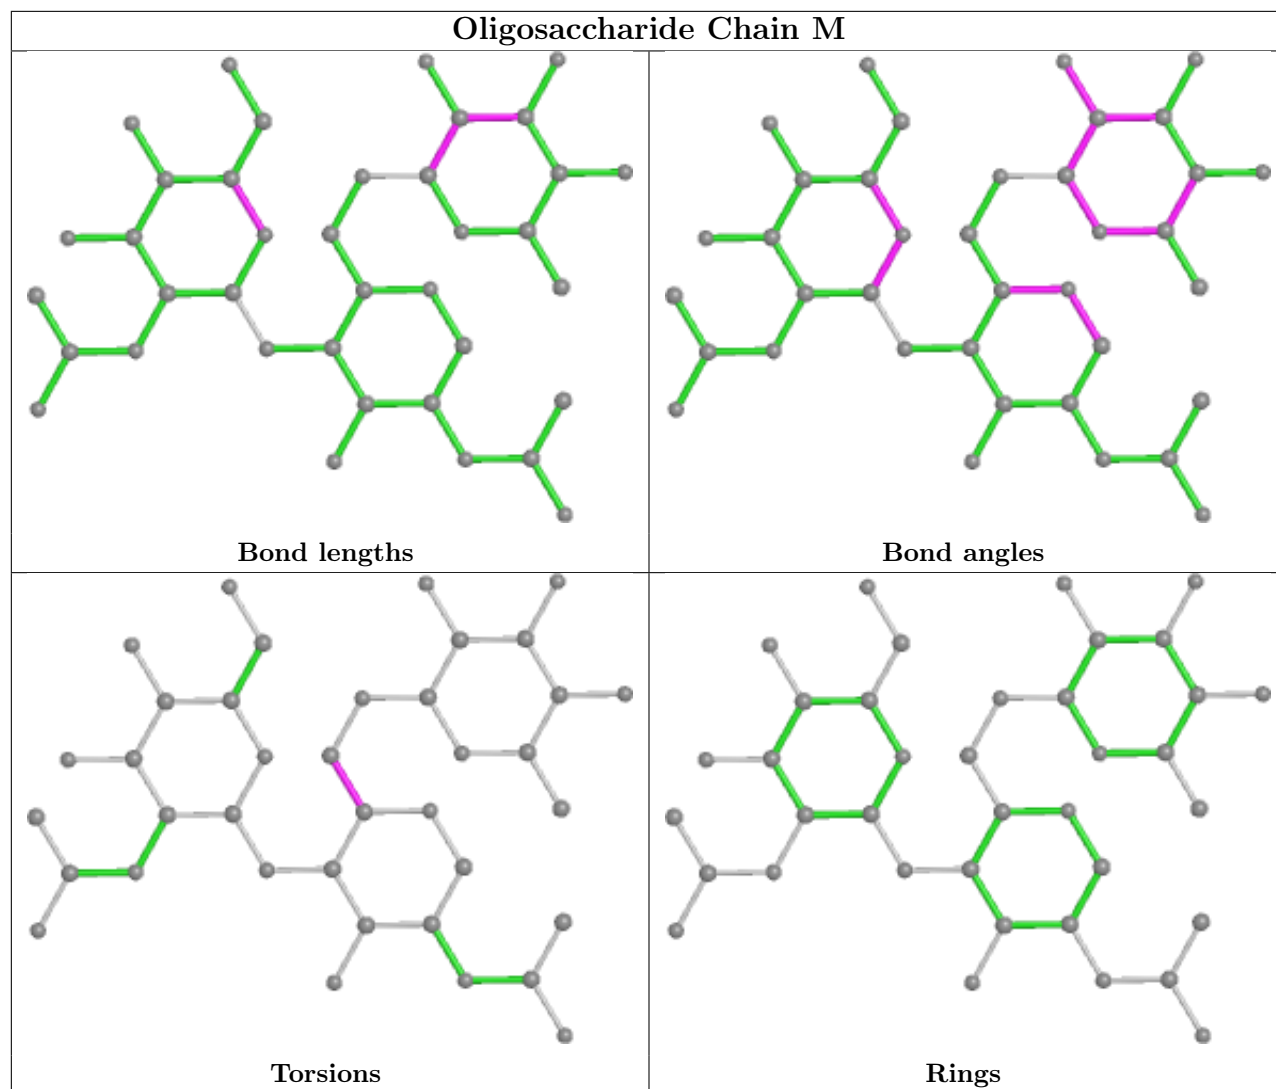 Oligosaccharide Chain M
Bond lengths
Bond angles
Torsions
Rings